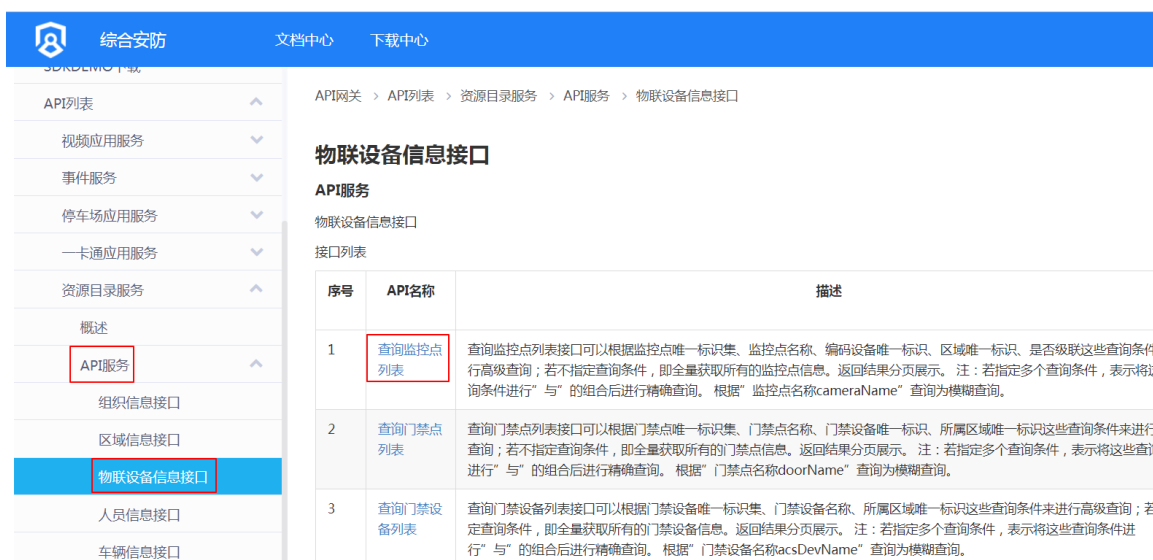 综合安防 文档中心 下载中心
API列表
视频应用服务
事件服务
停车场应用服务
一卡通应用服务
资源目录服务
概述
API服务
组织信息接口
区域信息接口
物联设备信息接口
人员信息接口
车辆信息接口
API网关 > API列表 > 资源目录服务 > API服务 > 物联设备信息接口
物联设备信息接口
API服务
物联设备信息接口
接口列表
序号 API名称 描述
1 查询监控点 查询监控点列表接口可以根据监控点唯一标识集、监控点名称、编码设备唯一标识、区域唯一标识、是否级联这些查询条件
列表 行高级查询；若不指定查询条件，即全量获取所有的监控点信息。返回结果分页展示。 注：若指定多个查询条件，表示将这
询条件进行”与”的组合后进行精确查询。 根据”监控点名称cameraName”查询为模糊查询。
2 查询门禁点 查询门禁点列表接口可以根据门禁点唯一标识集、门禁点名称、门禁设备唯一标识、所属区域唯一标识这些查询条件来进行
列表 查询；若不指定查询条件，即全量获取所有的门禁点信息。返回结果分页展示。 注：若指定多个查询条件，表示将这些查询
进行”与”的组合后进行精确查询。 根据”门禁点名称doorName”查询为模糊查询。
3 查询门禁设 查询门禁设备列表接口可以根据门禁设备唯一标识集、门禁设备名称、所属区域唯一标识这些查询条件来进行高级查询；若
备列表 定查询条件，即全量获取所有的门禁设备信息。返回结果分页展示。 注：若指定多个查询条件，表示将这些查询条件进
行”与”的组合后进行精确查询。 根据”门禁设备名称acsDevName”查询为模糊查询。